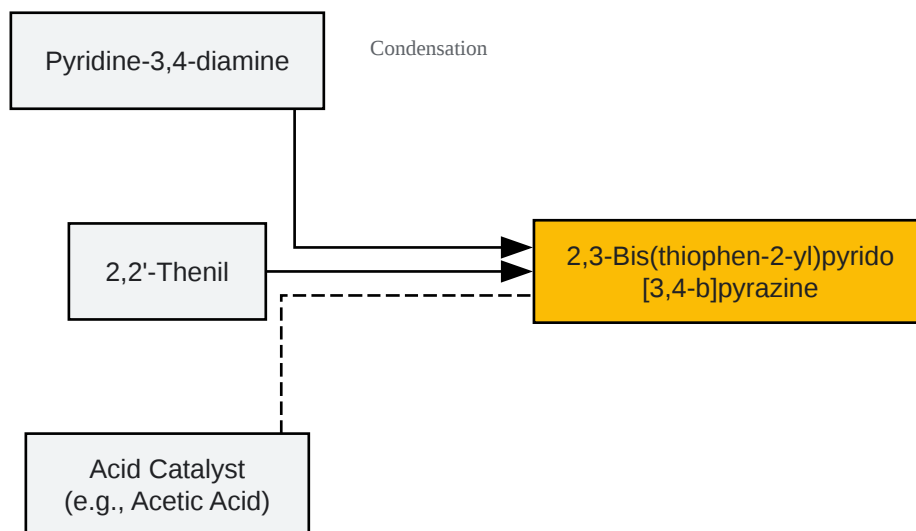 Pyridine-3,4-diamine
Condensation
2,2'-Thenil
2,3-Bis(thiophen-2-yl)pyrido
[3,4-b]pyrazine
Acid Catalyst
(e.g., Acetic Acid)